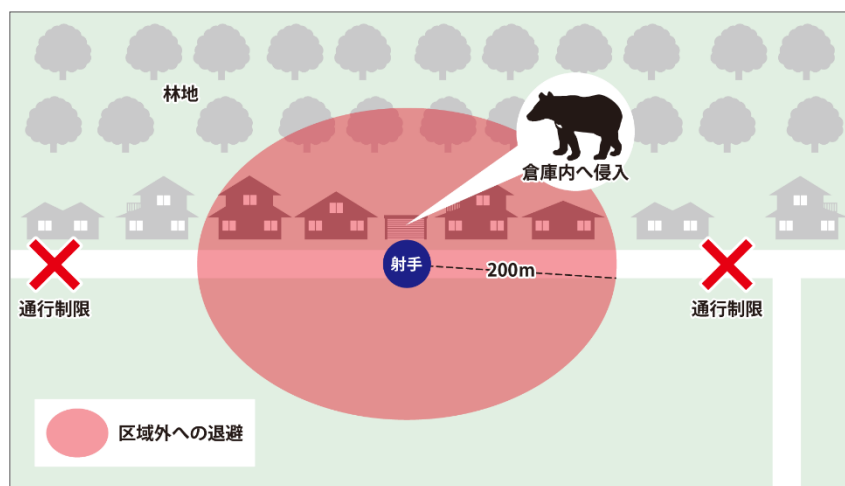 林地
倉庫内へ侵入
射手
200m
通行制限
通行制限
区域外への退避